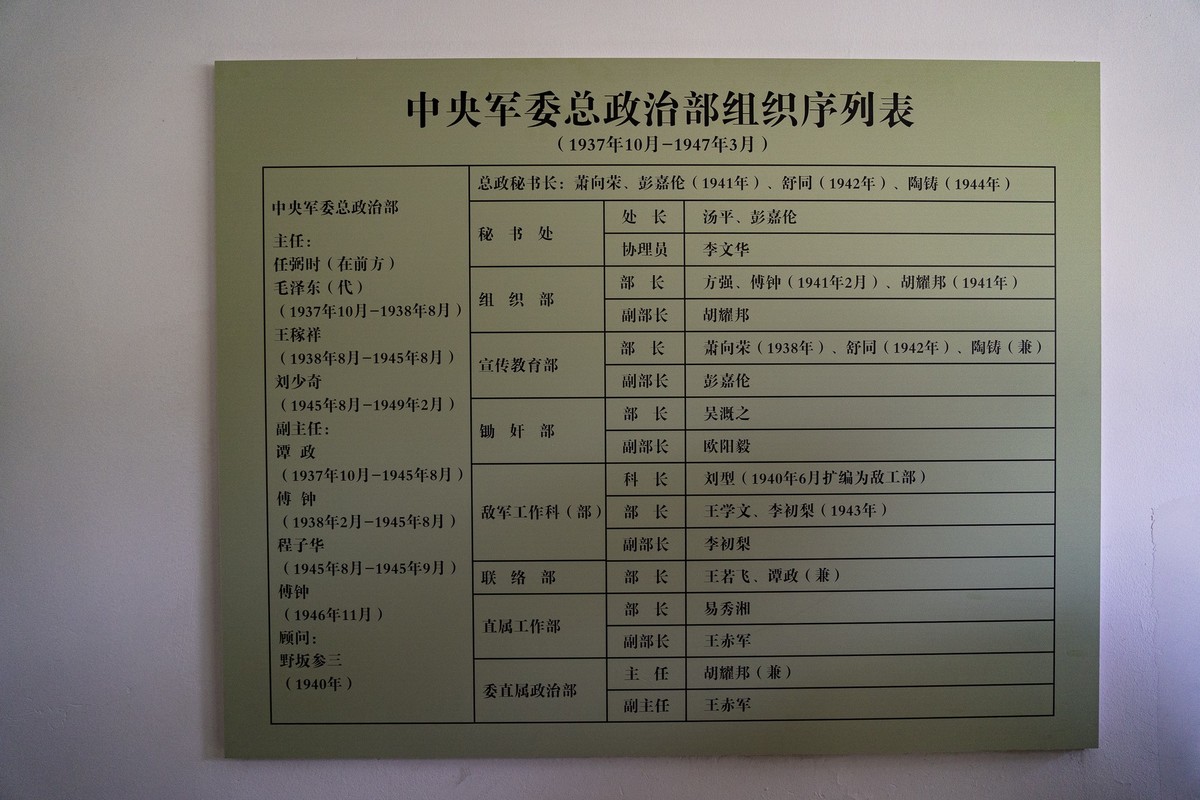 中央军委总政治部组织序列表
（1937年10月-1947年3月）
中央军委总政治部
主任：
任弼时（在前方）
毛泽东（代）
（1937年10月-1938年8月）
王稼祥
（1938年8月-1945年8月）
刘少奇
（1945年8月-1949年2月）
副主任：
谭 政
（1937年10月-1945年8月）
傅 钟
（1938年2月-1945年8月）
程子华
（1945年8月-1945年9月）
傅钟
（1946年11月）
顾问：
野坂参三
（1940年）
总政秘书长：萧向荣、彭嘉伦（1941年）、舒同（1942年）、陶铸（1944年）
秘 书 处
处 长 汤平、彭嘉伦
协理员 李文华
组 织 部
部 长 方强、傅钟（1941年2月）、胡耀邦（1941年）
副部长 胡耀邦
宣传教育部
部 长 萧向荣（1938年）、舒同（1942年）、陶铸（兼）
副部长 彭嘉伦
锄 奸 部
部 长 吴溉之
副部长 欧阳毅
敌军工作科（部）
科 长 刘型（1940年6月扩编为敌工部）
部 长 王学文、李初梨（1943年）
副部长 李初梨
联 络 部
部 长 王若飞、谭政（兼）
直属工作部
部 长 易秀湘
副部长 王赤军
委直属政治部
主 任 胡耀邦（兼）
副主任 王赤军